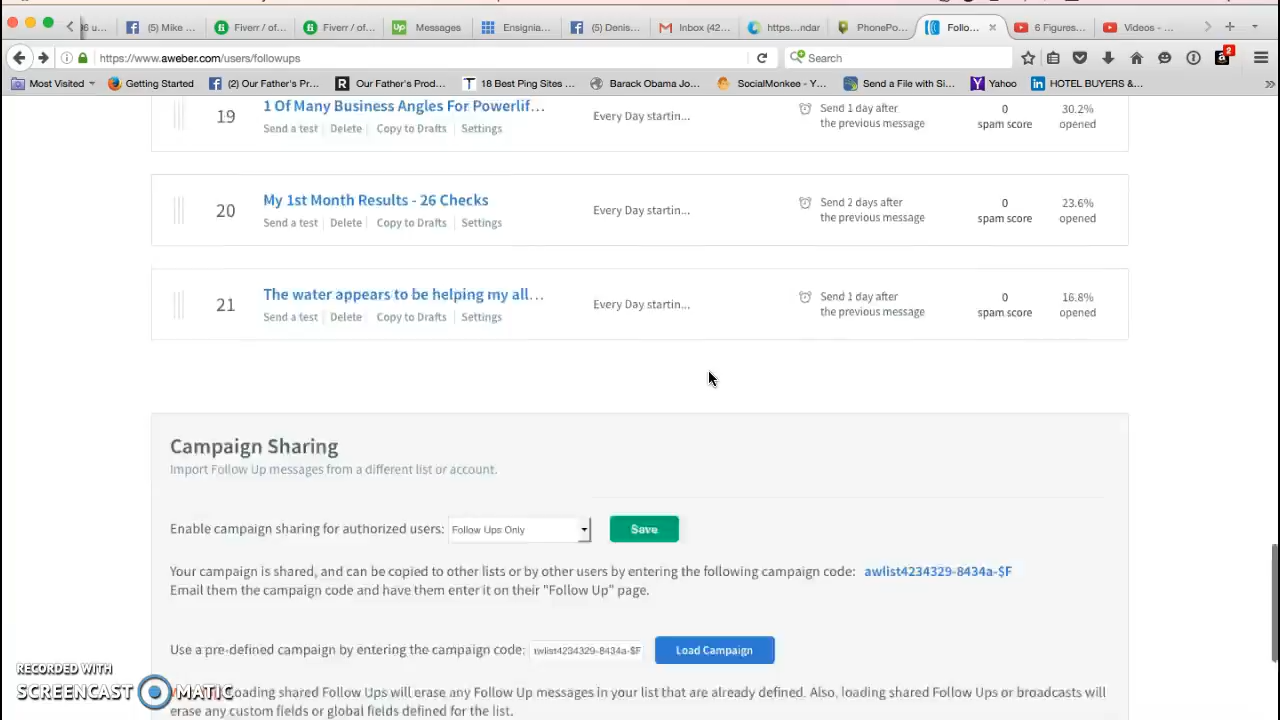 6 u...
(5) Mike ...
Fiverr / of...
Fiverr / of...
Up
Messages
Ensignia...
(5) Denis...
Inbox (42...
https...ndar
PhonePo...
Follo...
6 Figures...
Videos - ...
https://www.aweber.com/users/followups
Search
2
Most Visited
Getting Started
(2) Our Father's Prod...
Our Father's Produc...
18 Best Ping Sites ...
Barack Obama Jo...
SocialMonkee - Y...
Send a File with Si...
Yahoo
HOTEL BUYERS &...
19
1 Of Many Business Angles For Powerlif...
Send a test
Delete
Copy to Drafts
Settings
Every Day startin...
Send 1 day after
the previous message
0
spam score
30.2%
opened
20
My 1st Month Results - 26 Checks
Send a test
Delete
Copy to Drafts
Settings
Every Day startin...
Send 2 days after
the previous message
0
spam score
23.6%
opened
21
The water appears to be helping my all...
Send a test
Delete
Copy to Drafts
Settings
Every Day startin...
Send 1 day after
the previous message
0
spam score
16.8%
opened
Campaign Sharing
Import Follow Up messages from a different list or account.
Enable campaign sharing for authorized users:
Follow Ups Only
Save
Your campaign is shared, and can be copied to other lists or by other users by entering the following campaign code: awlist4234329-8434a-$F
Email them the campaign code and have them enter it on their "Follow Up" page.
Use a pre-defined campaign by entering the campaign code:
wlist4234329-8434a-$F
Load Campaign
loading shared Follow Ups will erase any Follow Up messages in your list that are already defined. Also, loading shared Follow Ups or broadcasts will
erase any custom fields or global fields defined for the list.
RECORDED WITH
SCREENCAST MATIC